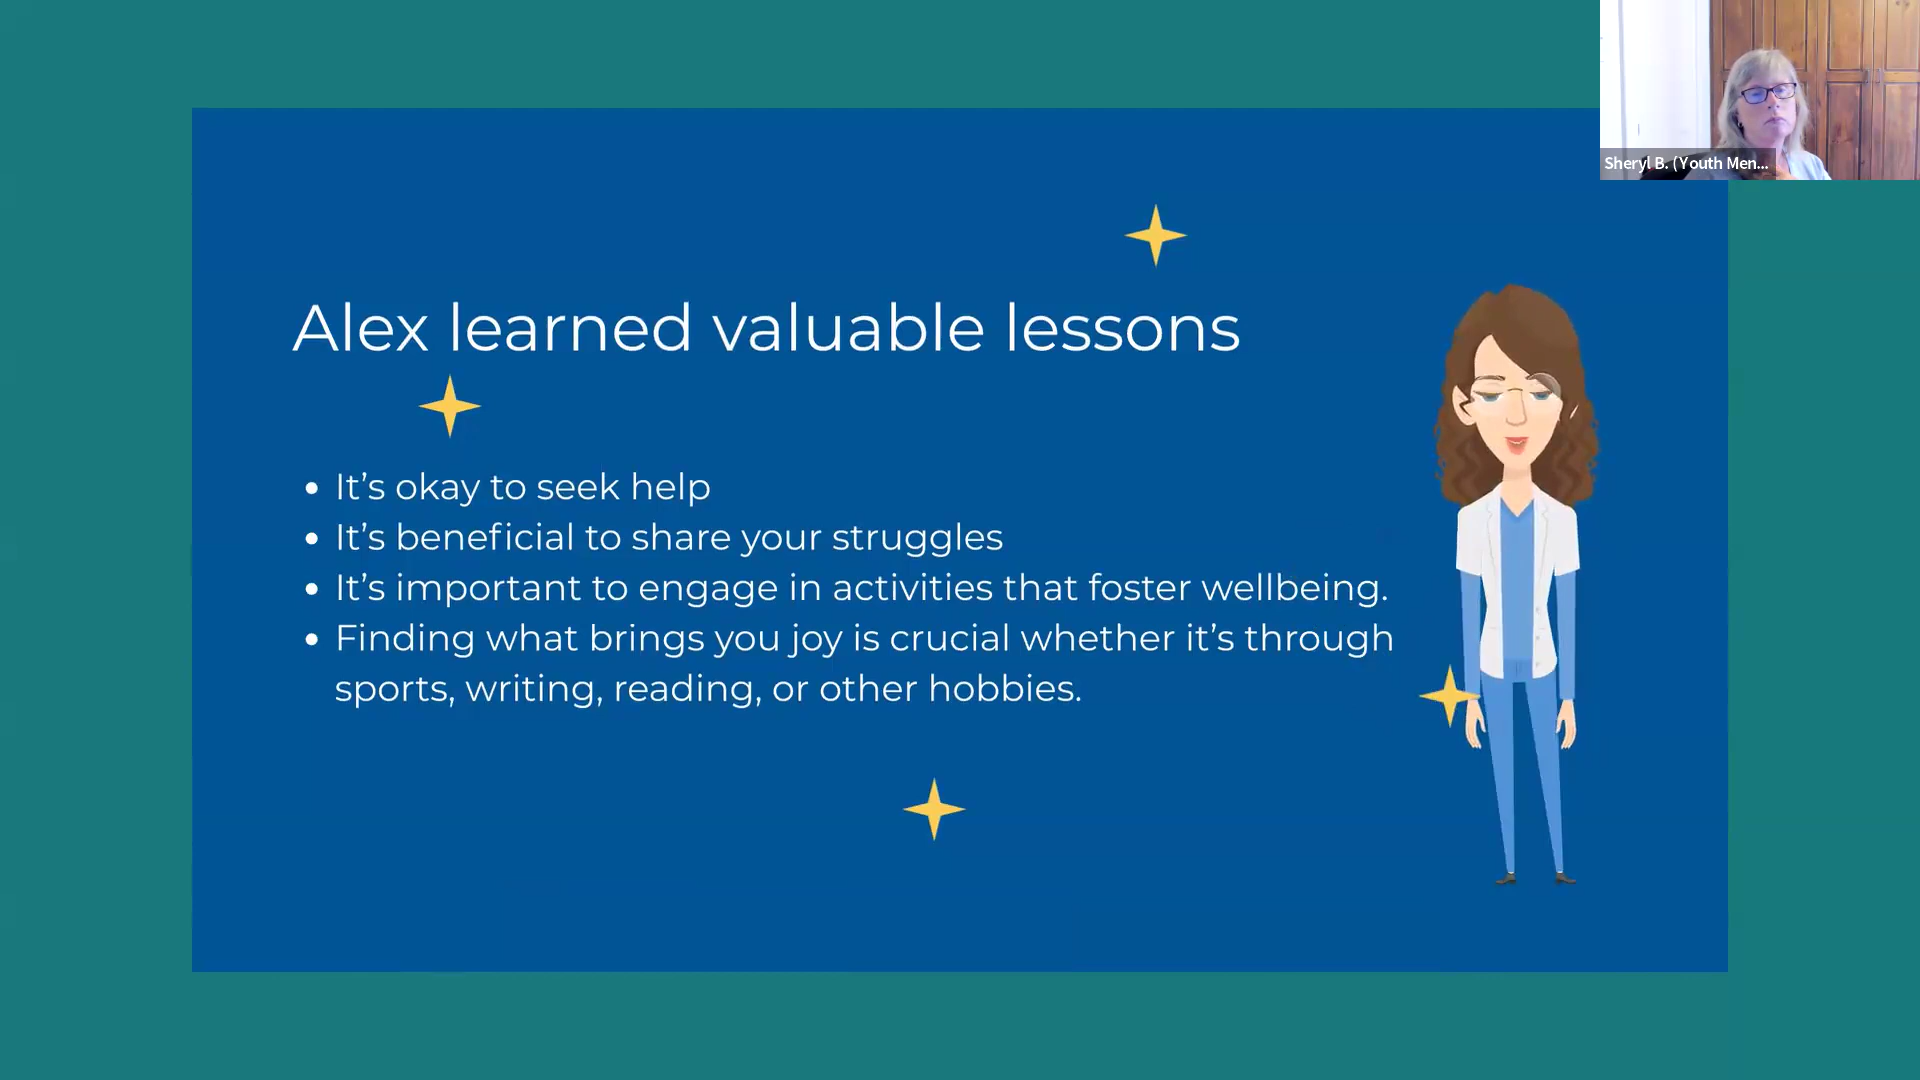 Sheryl B. (Youth Men...
Alex learned valuable lessons
• It’s okay to seek help
• It’s beneficial to share your struggles
• It’s important to engage in activities that foster wellbeing.
• Finding what brings you joy is crucial whether it’s through
sports, writing, reading, or other hobbies.